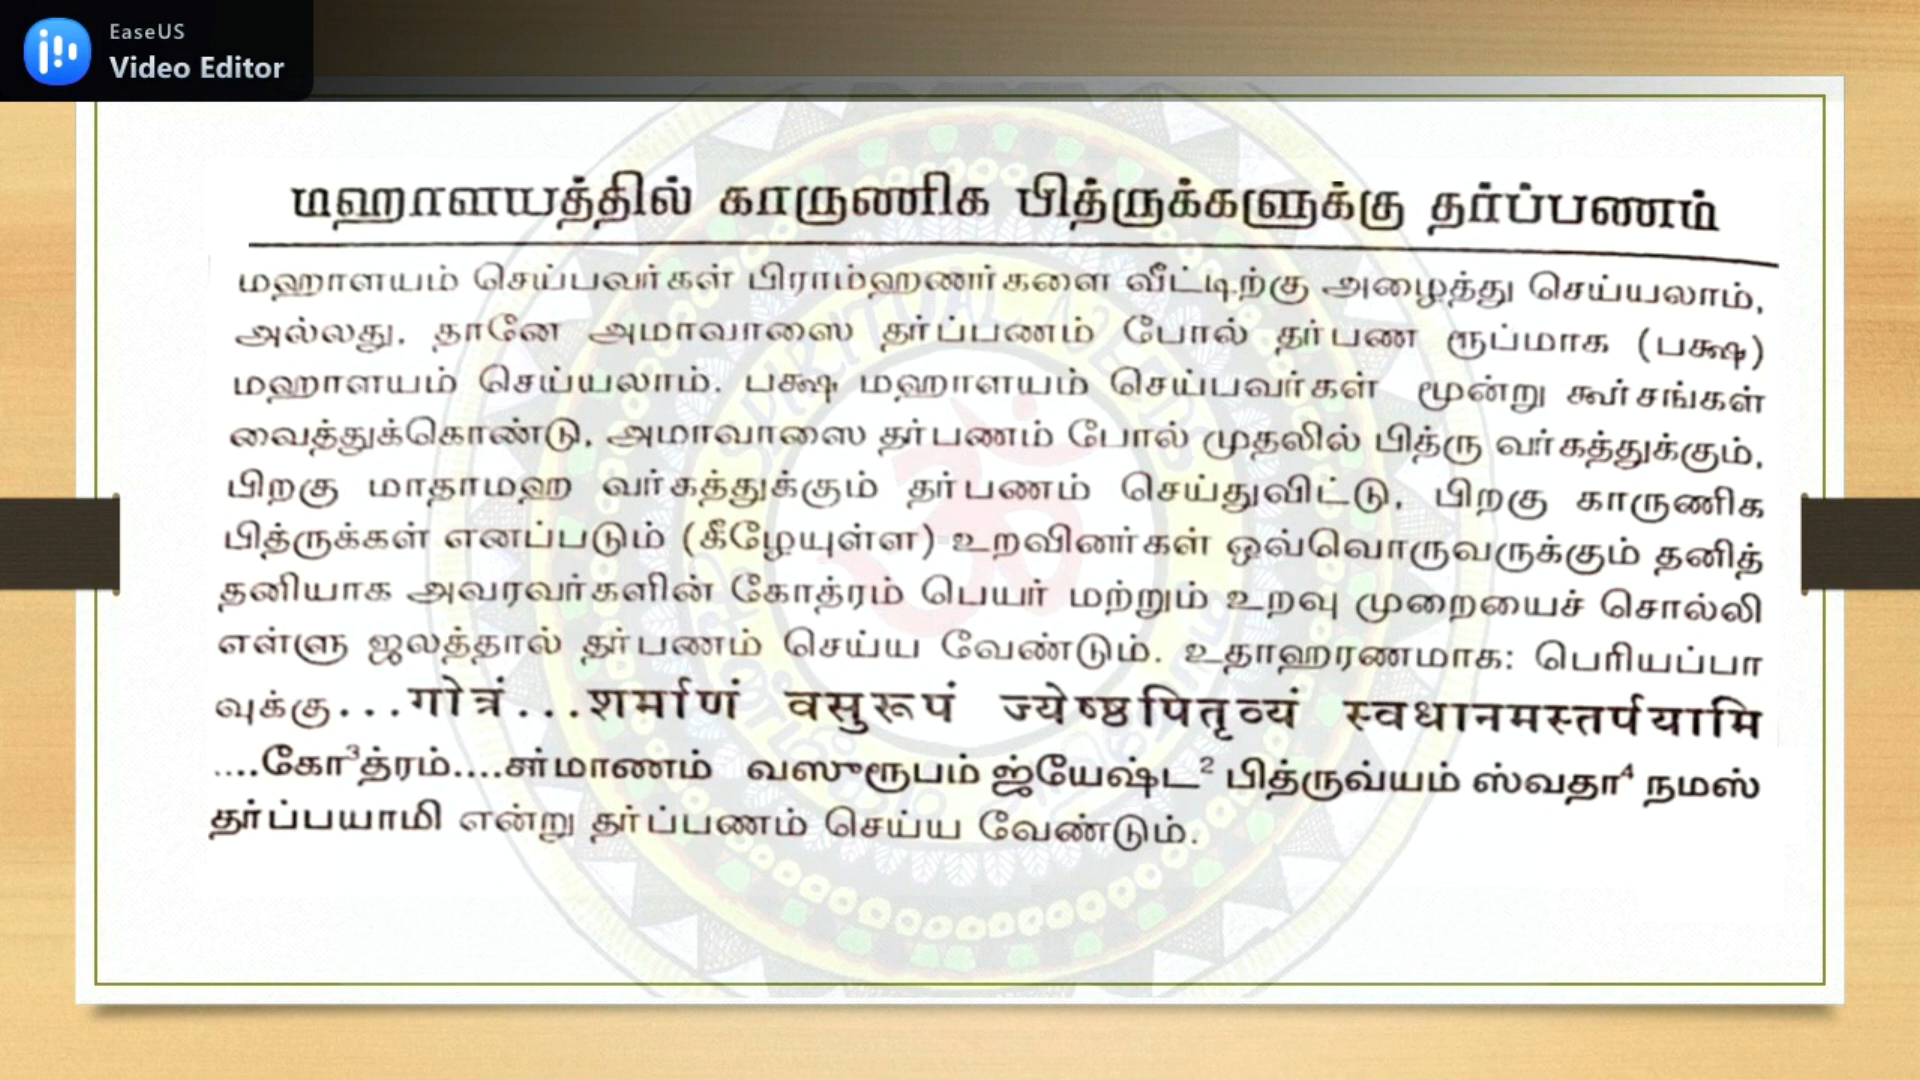 EaseUS
Video Editor
மஹாளயத்தில் காருணிக பித்ருக்களுக்கு தர்ப்பணம்
மஹாளயம் செய்பவர்கள் பிராம்ஹணர்களை வீட்டிற்கு அழைத்து செய்யலாம்,
அல்லது, தானே அமாவாஸை தர்ப்பணம் போல் தர்பண ரூப்மாக (பக்ஷ)
மஹாளயம் செய்யலாம். பக்ஷ மஹாளயம் செய்பவர்கள் மூன்று கூர்சங்கள்
வைத்துக்கொண்டு, அமாவாஸை தர்பணம் போல் முதலில் பித்ரு வர்கத்துக்கும்,
பிறகு மாதாமஹ வர்கத்துக்கும் தர்பணம் செய்துவிட்டு, பிறகு காருணிக
பித்ருக்கள் எனப்படும் (கீழேயுள்ள) உறவினர்கள் ஒவ்வொருவருக்கும் தனித்
தனியாக அவரவர்களின் கோத்ரம் பெயர் மற்றும் உறவு முறையைச் சொல்லி
எள்ளு ஜலத்தால் தர்பணம் செய்ய வேண்டும். உதாஹரணமாக: பெரியப்பா
வுக்கு...गोत्रं...शर्माणं वसुरूपं ज्येष्ठपितृव्यं स्वधानमस्तर्पयामि
....கோ³த்ரம்....சர்மாணம் வஸுரூபம் ஜ்யேஷ்ட² பித்ருவ்யம் ஸ்வதா⁴ நமஸ்
தர்ப்பயாமி என்று தர்ப்பணம் செய்ய வேண்டும்.